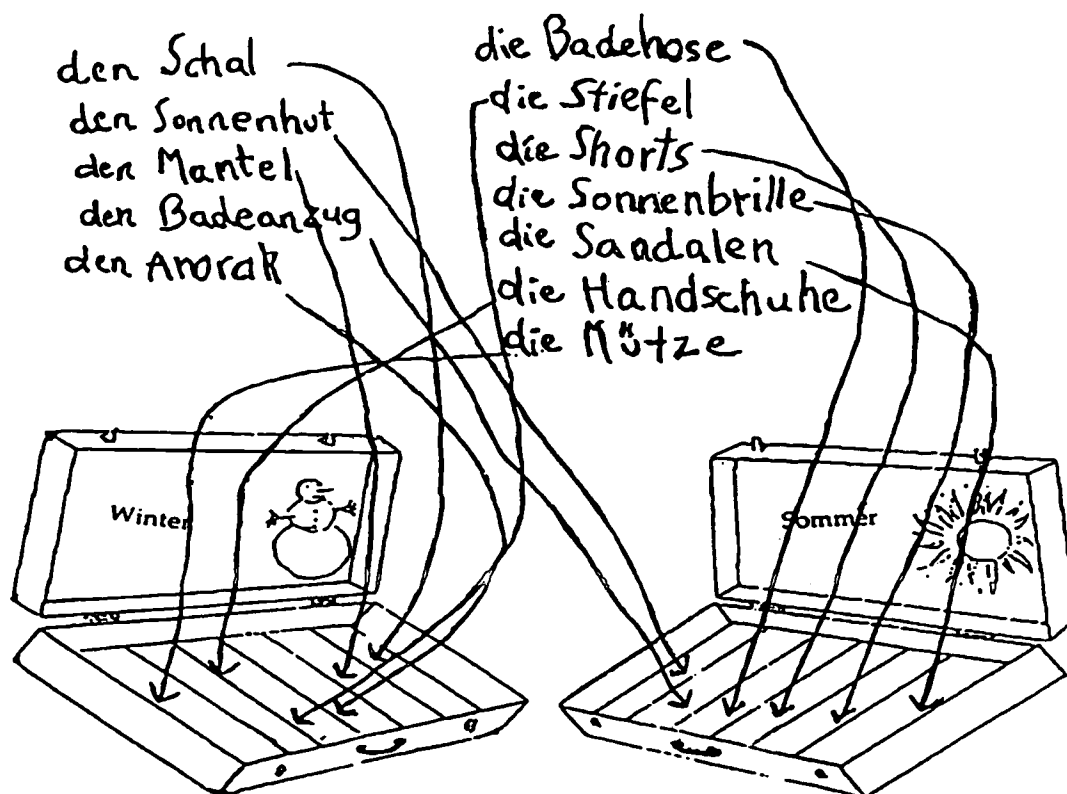 den Schal
den Sonnenhut
den Mantel
den Badeanzug
den Anorak
die Badehose
die Stiefel
die Shorts
die Sonnenbrille
die Sandalen
die Handschuhe
die Mütze
Winter
Sommer